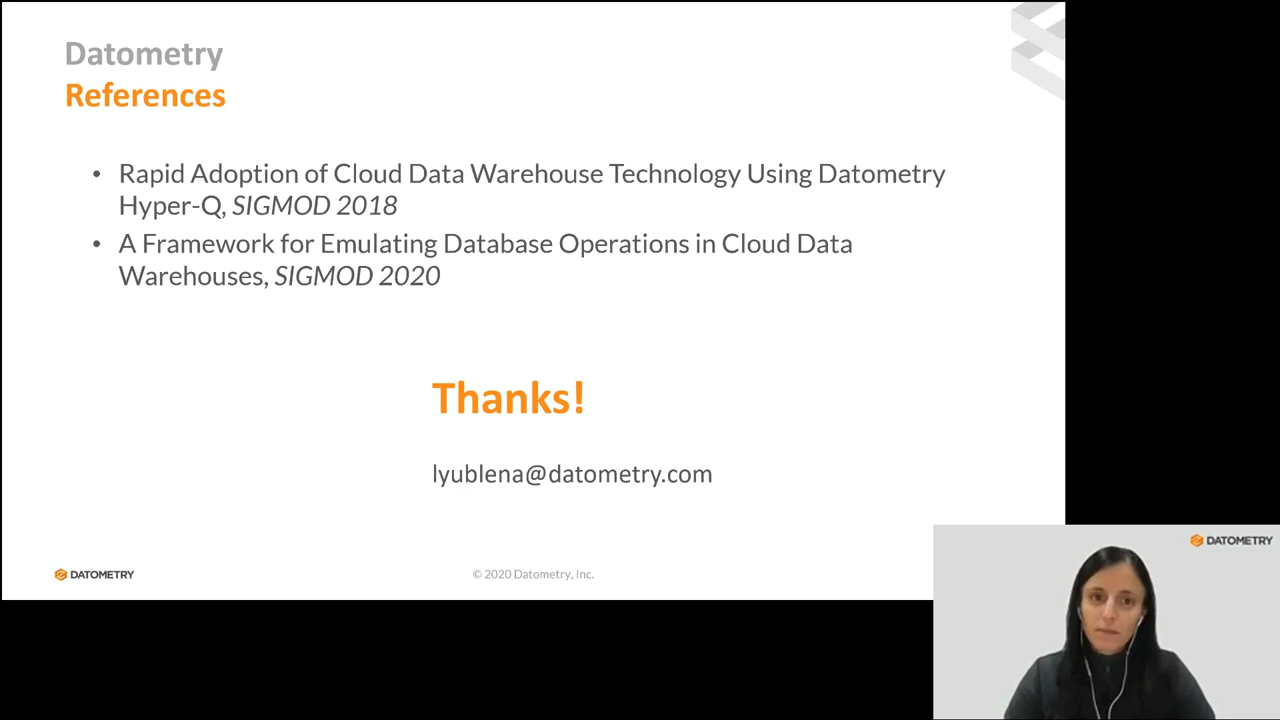 Datometry
References
• Rapid Adoption of Cloud Data Warehouse Technology Using Datometry
Hyper-Q, SIGMOD 2018
• A Framework for Emulating Database Operations in Cloud Data
Warehouses, SIGMOD 2020
Thanks!
lyublena@datometry.com
DATOMETRY
© 2020 Datometry, Inc.
DATOMETRY